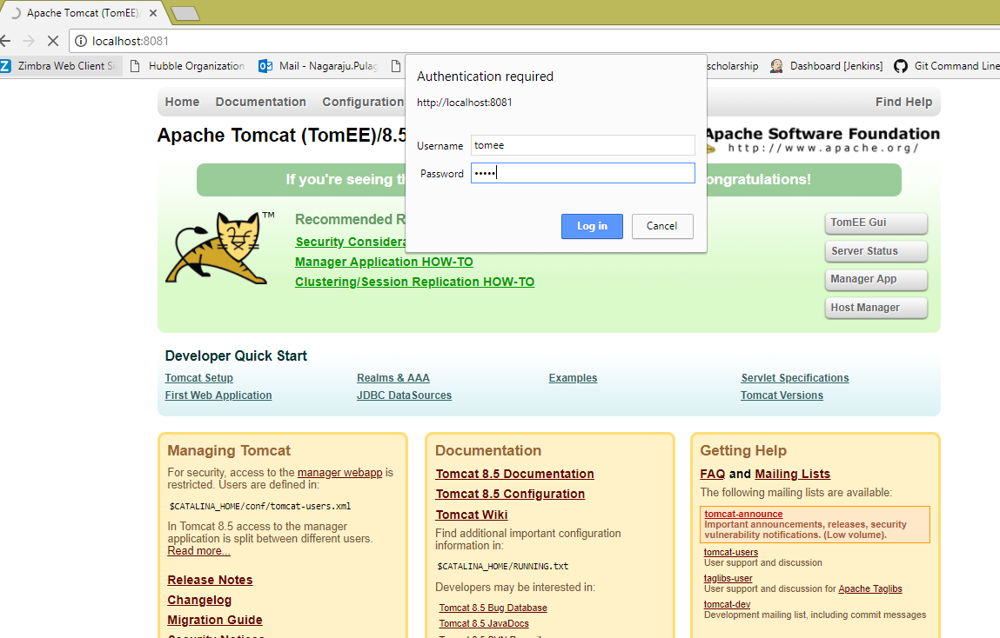 Apache Tomcat (TomEE)/
localhost:8081
Zimbra Web Client Si
Hubble Organization
Mail - Nagaraju.Pulag
scholarship
Dashboard [Jenkins]
Git Command Line
Authentication required
http://localhost:8081
Username tomee
Password •••••
Log in Cancel
Home Documentation Configuration Find Help
Apache Tomcat (TomEE)/8.5
Apache Software Foundation
http://www.apache.org/
If you're seeing th ongratulations!
TM
Recommended R
Security Considera
Manager Application HOW-TO
Clustering/Session Replication HOW-TO
TomEE Gui
Server Status
Manager App
Host Manager
Developer Quick Start
Tomcat Setup
First Web Application
Realms & AAA
JDBC DataSources
Examples
Servlet Specifications
Tomcat Versions
Managing Tomcat
For security, access to the manager webapp is
restricted. Users are defined in:
$CATALINA_HOME/conf/tomcat-users.xml
In Tomcat 8.5 access to the manager
application is split between different users.
Read more...
Release Notes
Changelog
Migration Guide
Security Notices
Documentation
Tomcat 8.5 Documentation
Tomcat 8.5 Configuration
Tomcat Wiki
Find additional important configuration
information in:
$CATALINA_HOME/RUNNING.txt
Developers may be interested in:
Tomcat 8.5 Bug Database
Tomcat 8.5 JavaDocs
Getting Help
FAQ and Mailing Lists
The following mailing lists are available:
tomcat-announce
Important announcements, releases, security
vulnerability notifications. (Low volume).
tomcat-users
User support and discussion
taglibs-user
User support and discussion for Apache Taglibs
tomcat-dev
Development mailing list, including commit messages